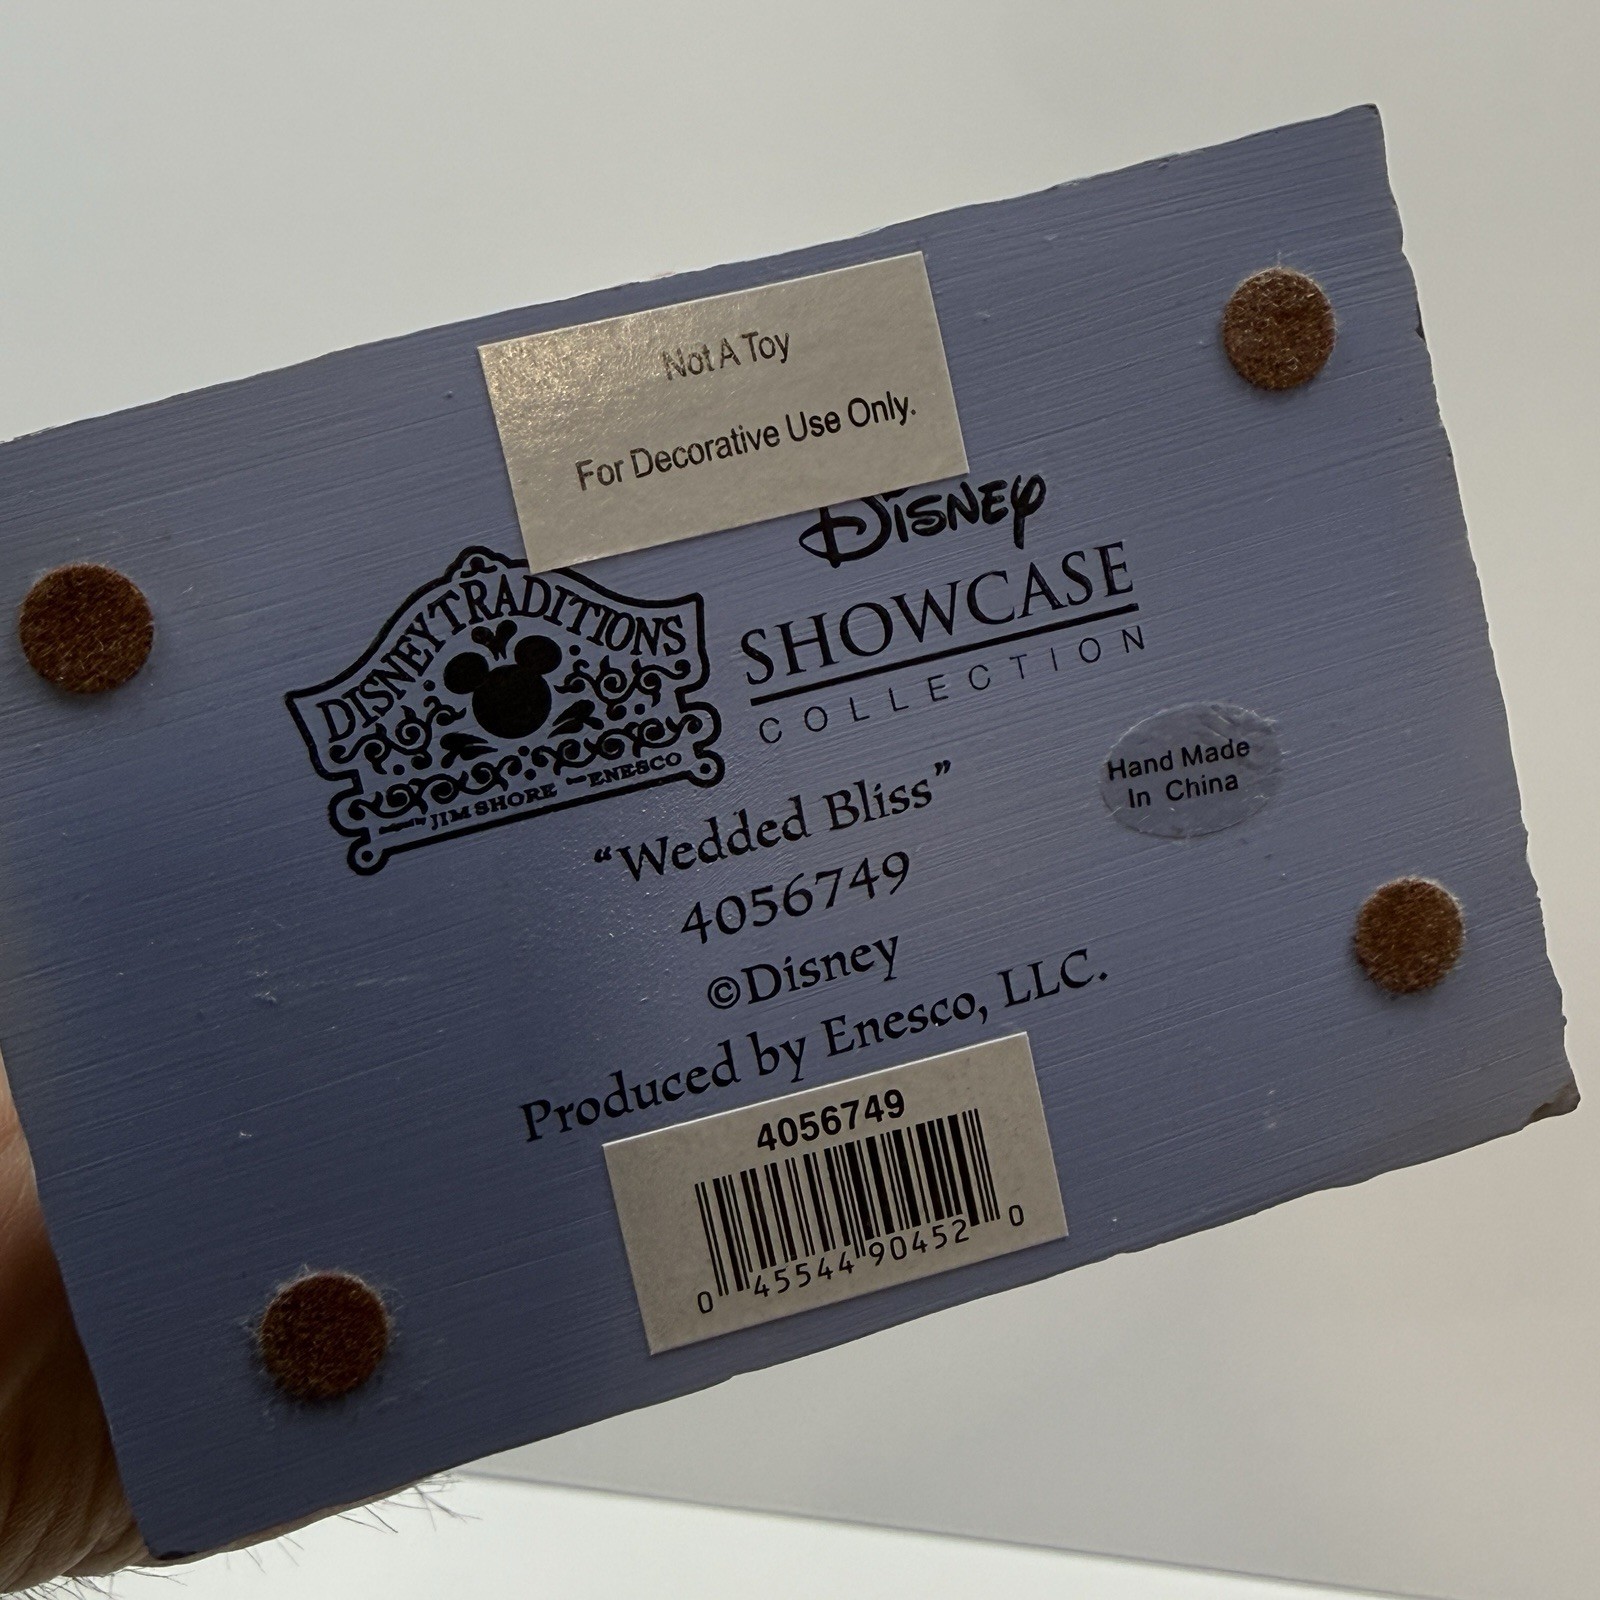 Not A Toy
For Decorative Use Only.
DISNEY TRADITIONS
JIM SHORE ENESCO
Disney
SHOWCASE
COLLECTION
Hand Made
In China
“Wedded Bliss”
4056749
©Disney
Produced by Enesco, LLC.
4056749
0 45544 90452 0